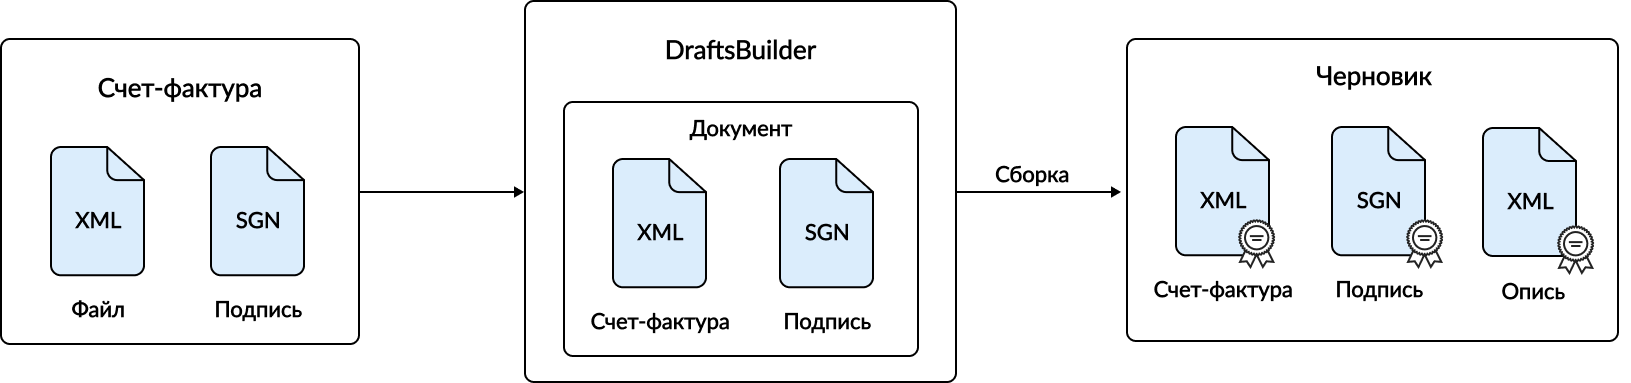 Счет-фактура
XML
SGN
Файл
Подпись
DraftsBuilder
Документ
XML
SGN
Счет-фактура
Подпись
Сборка
Черновик
XML
SGN
XML
Счет-фактура
Подпись
Опись